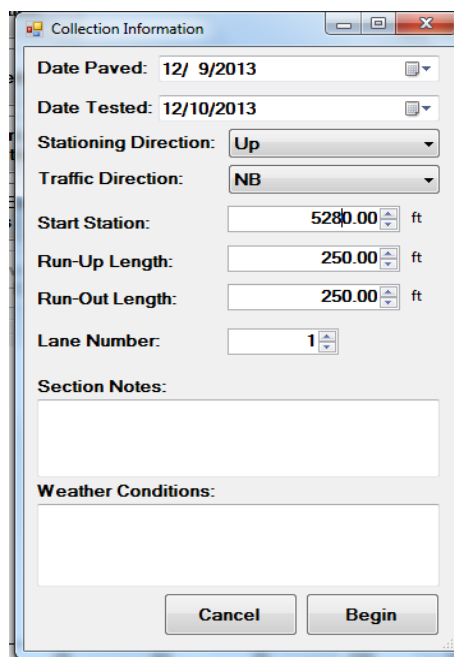 Collection Information
Date Paved: 12/ 9/2013
Date Tested: 12/10/2013
Stationing Direction: Up
Traffic Direction: NB
Start Station: 5280.00 ft
Run-Up Length: 250.00 ft
Run-Out Length: 250.00 ft
Lane Number: 1
Section Notes:
Weather Conditions:
Cancel Begin